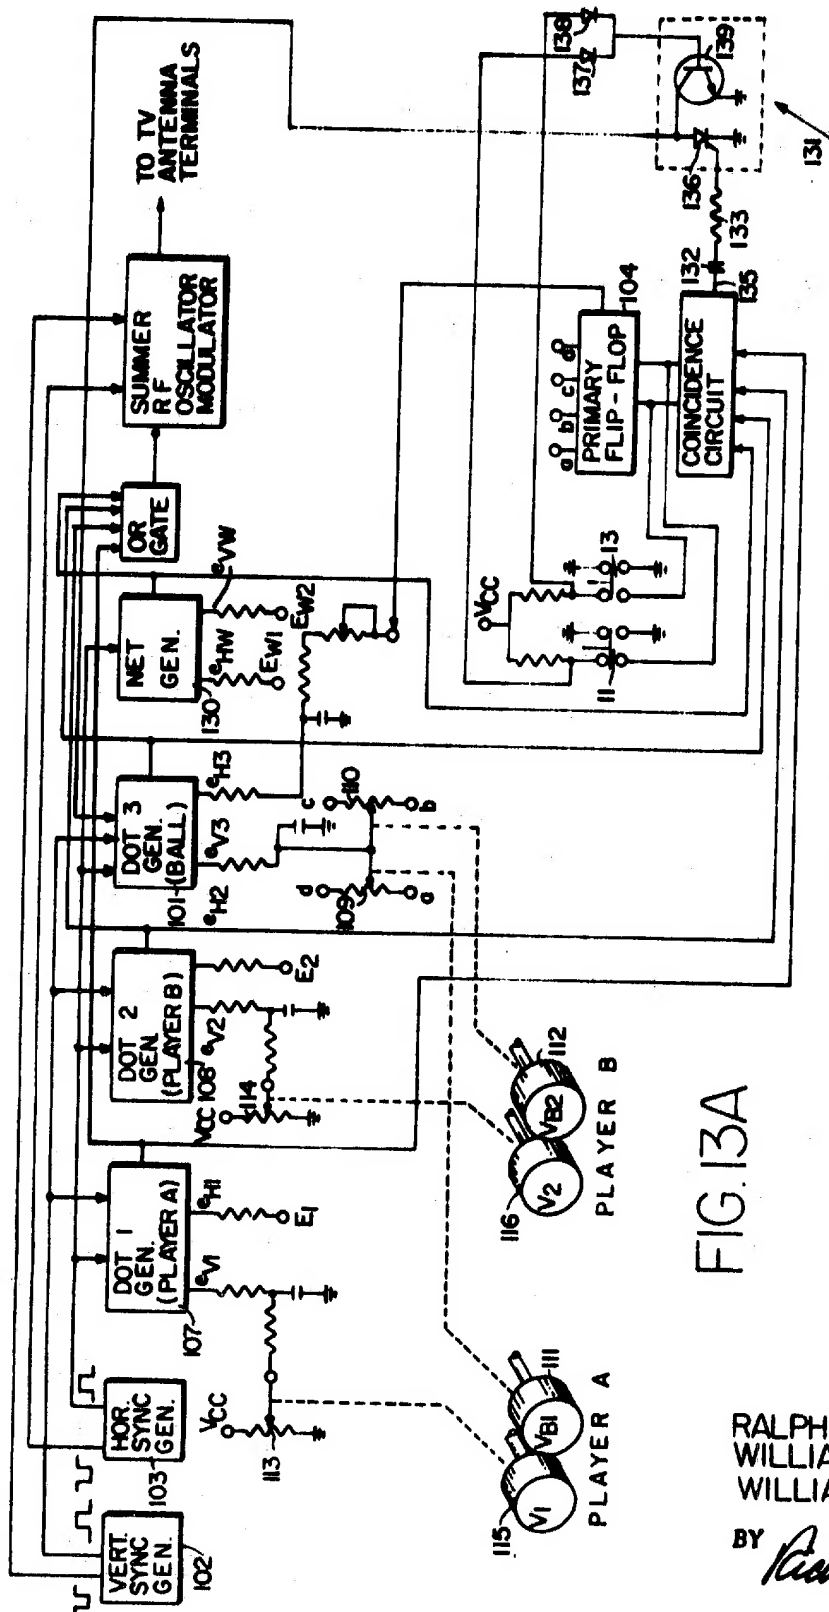 VERT.
SYNC
GEN.
102
HOR.
SYNC
GEN.
103
DOT 1
GEN.
(PLAYER A)
107
eV1
eH1
E1
VCC
113
DOT 2
GEN.
(PLAYER B)
108
eV2
eH2
E2
VCC
114
DOT 3
GEN.
(BALL)
101
eV3
eH3
d
109
a
c
110
b
NET
GEN.
130
eHW
eVW
EW1
EW2
OR
GATE
SUMMER
RF
OSCILLATOR
MODULATOR
TO TV
ANTENNA
TERMINALS
115
V1
VB1
111
PLAYER A
116
V2
VB2
112
PLAYER B
VCC
11
13
a
b
c
d
PRIMARY
FLIP-FLOP
104
COINCIDENCE
CIRCUIT
135
132
133
136
137
138
139
131
FIG.13A
RALPH
WILLIA
WILLIA
BY